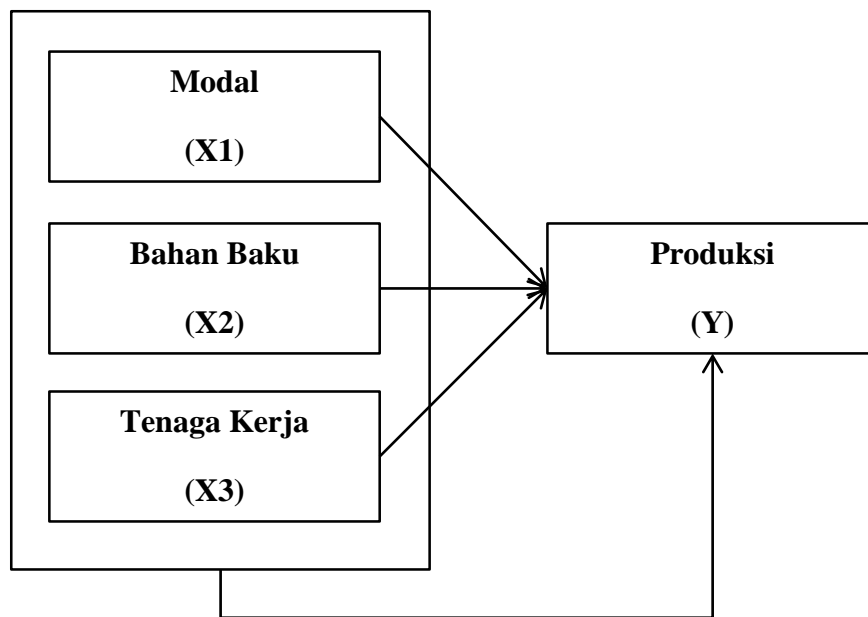 Modal
(X1)
Bahan Baku
(X2)
Tenaga Kerja
(X3)
Produksi
(Y)